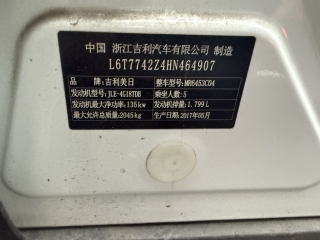 中国 浙江吉利汽车有限公司 制造
L6T7742Z4HN464907
品牌:吉利美日 整车型号:MR6453C04
发动机型号:JLE-4G18TDB 乘坐人数:5
发动机最大净功率:135kw 发动机排量:1.799L
最大允许总质量:2045kg 生产日期:2017年05月